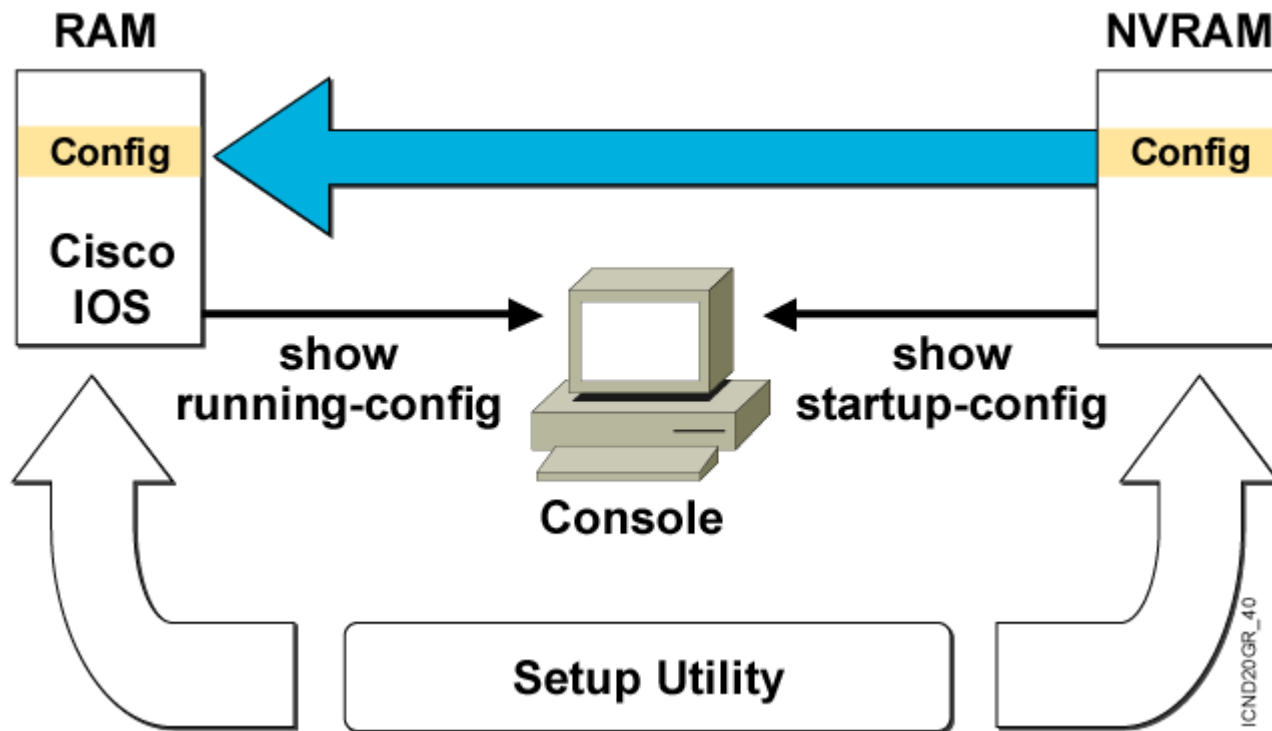 RAM
NVRAM
Config
Config
Cisco
IOS
show
running-config
show
startup-config
Console
Setup Utility
ICND20GR_40